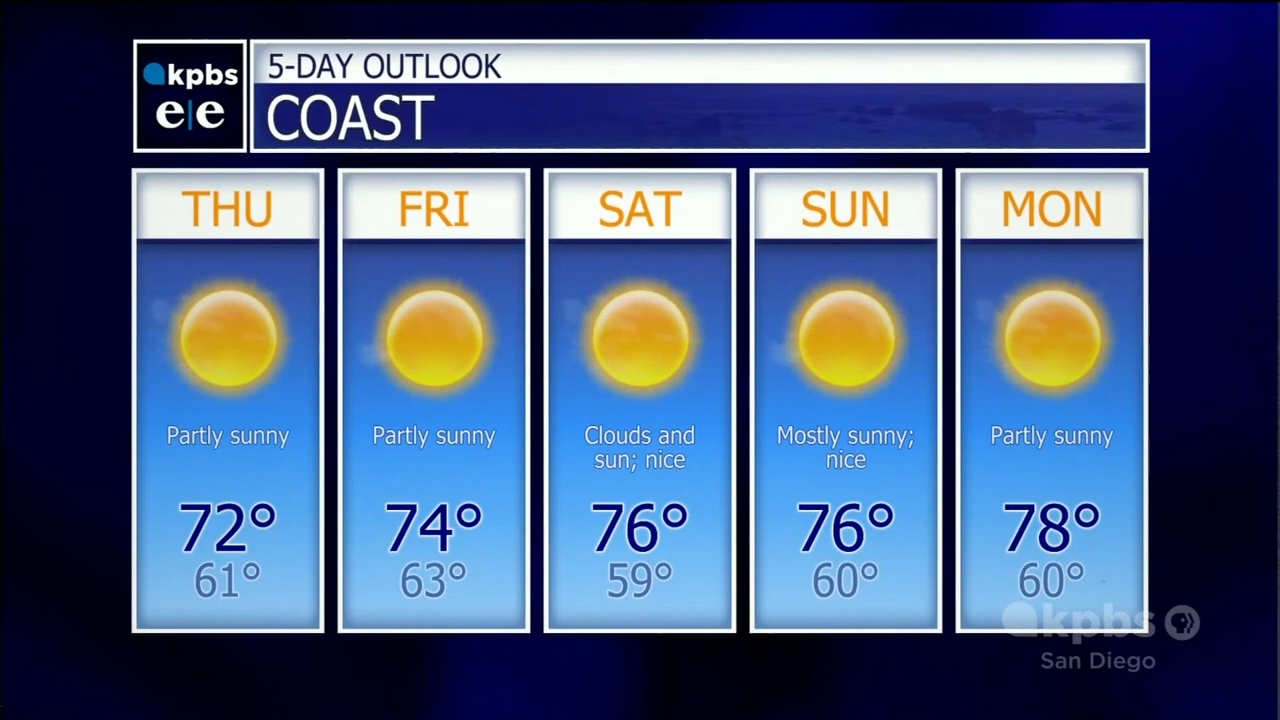 kpbs
e|e
5-DAY OUTLOOK
COAST
THU
Partly sunny
72°
61°
FRI
Partly sunny
74°
63°
SAT
Clouds and
sun; nice
76°
59°
SUN
Mostly sunny;
nice
76°
60°
MON
Partly sunny
78°
60°
kpbs
San Diego